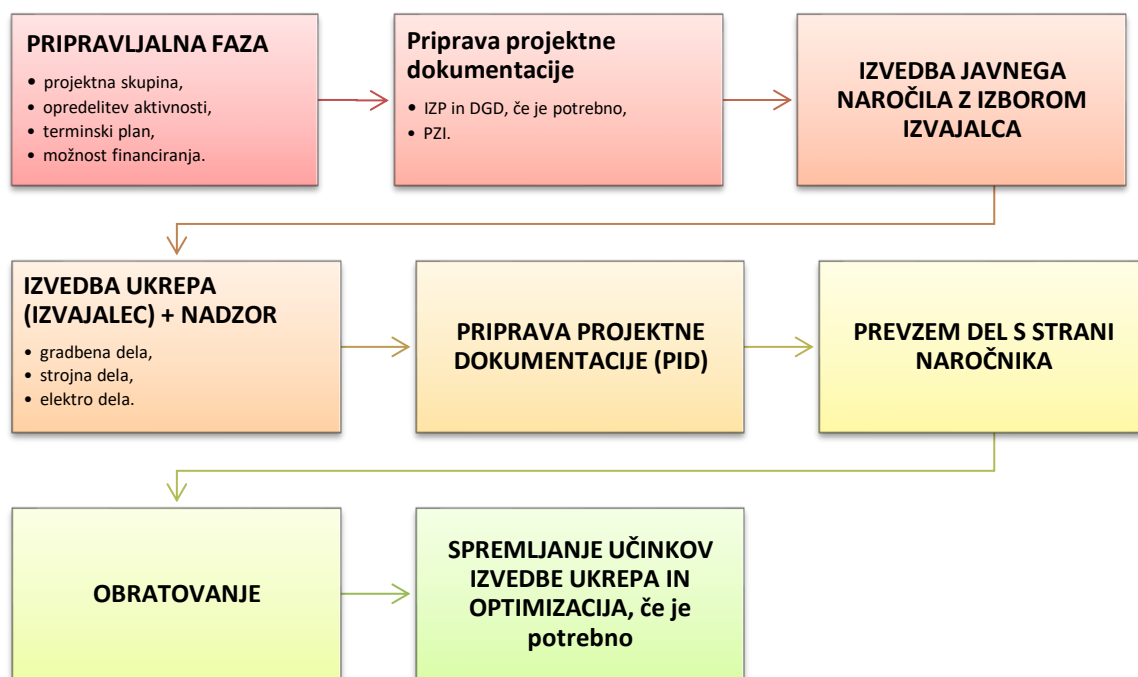 PRIPRAVLJALNA FAZA
• projektna skupina,
• opredelitev aktivnosti,
• terminski plan,
• možnost financiranja.
Priprava projektne
dokumentacije
• IZP in DGD, če je potrebno,
• PZI.
IZVEDBA JAVNEGA
NAROČILA Z IZBOROM
IZVAJALCA
IZVEDBA UKREPA
(IZVAJALEC) + NADZOR
• gradbena dela,
• strojna dela,
• elektro dela.
PRIPRAVA PROJEKTNE
DOKUMENTACIJE (PID)
PREVZEM DEL S STRANI
NAROČNIKA
OBRATOVANJE
SPREMLJANJE UČINKOV
IZVEDBE UKREPA IN
OPTIMIZACIJA, če je
potrebno